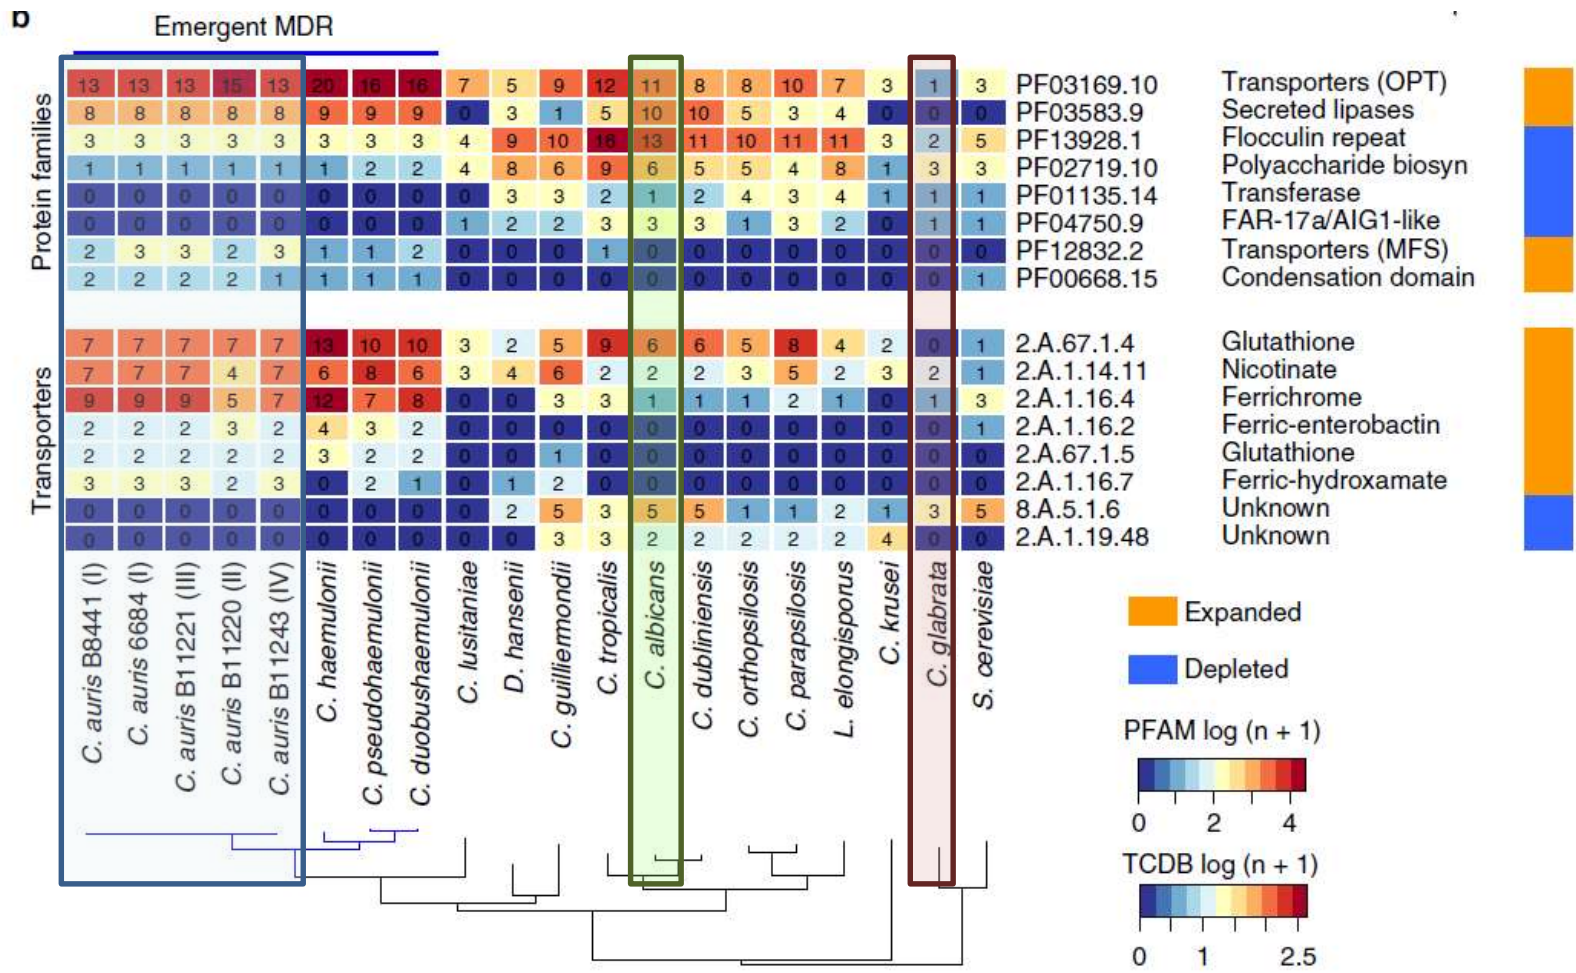 b
Emergent MDR
Protein families
13 13 13 15 13 20 16 16 7 5 9 12 11 8 8 10 7 3 1 3 PF03169.10 Transporters (OPT)
8 8 8 8 8 9 9 9 0 3 1 5 10 10 5 3 4 0 0 0 PF03583.9 Secreted lipases
3 3 3 3 3 3 3 3 4 9 10 16 13 11 10 11 11 3 2 5 PF13928.1 Flocculin repeat
1 1 1 1 1 1 2 2 4 8 6 9 6 5 5 4 8 1 3 3 PF02719.10 Polyaccharide biosyn
0 0 0 0 0 0 0 0 0 3 3 2 1 2 4 3 4 1 1 1 PF01135.14 Transferase
0 0 0 0 0 0 0 0 1 2 2 3 3 3 1 3 2 0 1 1 PF04750.9 FAR-17a/AIG1-like
2 3 3 2 3 1 1 2 0 0 0 1 0 0 0 0 0 0 0 0 PF12832.2 Transporters (MFS)
2 2 2 2 1 1 1 1 0 0 0 0 0 0 0 0 0 0 0 1 PF00668.15 Condensation domain
Transporters
7 7 7 7 7 13 10 10 3 2 5 9 6 6 5 8 4 2 0 1 2.A.67.1.4 Glutathione
7 7 7 4 7 6 8 6 3 4 6 2 2 2 3 5 2 3 2 1 2.A.1.14.11 Nicotinate
9 9 9 5 7 12 7 8 0 0 3 3 1 1 1 2 1 0 1 3 2.A.1.16.4 Ferrichrome
2 2 2 3 2 4 3 2 0 0 0 0 0 0 0 0 0 0 0 1 2.A.1.16.2 Ferric-enterobactin
2 2 2 2 2 3 2 2 0 0 1 0 0 0 0 0 0 0 0 0 2.A.67.1.5 Glutathione
3 3 3 2 3 0 2 1 0 1 2 0 0 0 0 0 0 0 0 0 2.A.1.16.7 Ferric-hydroxamate
0 0 0 0 0 0 0 0 0 2 5 3 5 5 1 1 2 1 3 5 8.A.5.1.6 Unknown
0 0 0 0 0 0 0 0 0 0 3 3 2 2 2 2 2 4 0 0 2.A.1.19.48 Unknown
C. auris B8441 (I)
C. auris 6684 (I)
C. auris B11221 (III)
C. auris B11220 (II)
C. auris B11243 (IV)
C. haemulonii
C. pseudohaemulonii
C. duobushaemulonii
C. lusitaniae
D. hansenii
C. guilliermondii
C. tropicalis
C. albicans
C. dubliniensis
C. orthopsilosis
C. parapsilosis
L. elongisporus
C. krusei
C. glabrata
S. cerevisiae
Expanded
Depleted
PFAM log (n + 1)
0 2 4
TCDB log (n + 1)
0 1 2.5